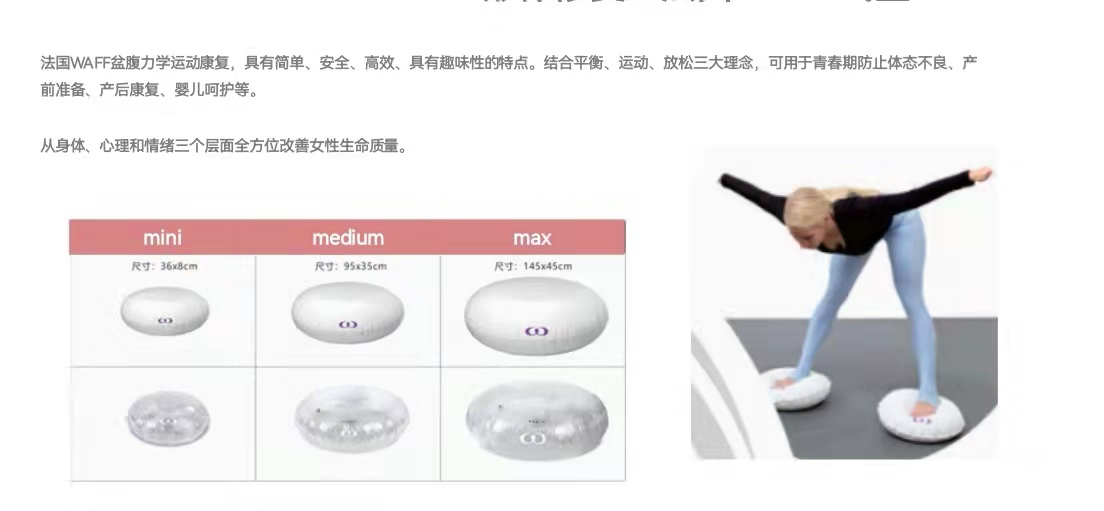 法国WAFF盆腹力学运动康复，具有简单、安全、高效、具有趣味性的特点。结合平衡、运动、放松三大理念，可用于青春期防止体态不良、产
前准备、产后康复、婴儿呵护等。
从身体、心理和情绪三个层面全方位改善女性生命质量。
mini medium max
尺寸：36x8cm 尺寸：95x35cm 尺寸：145x45cm